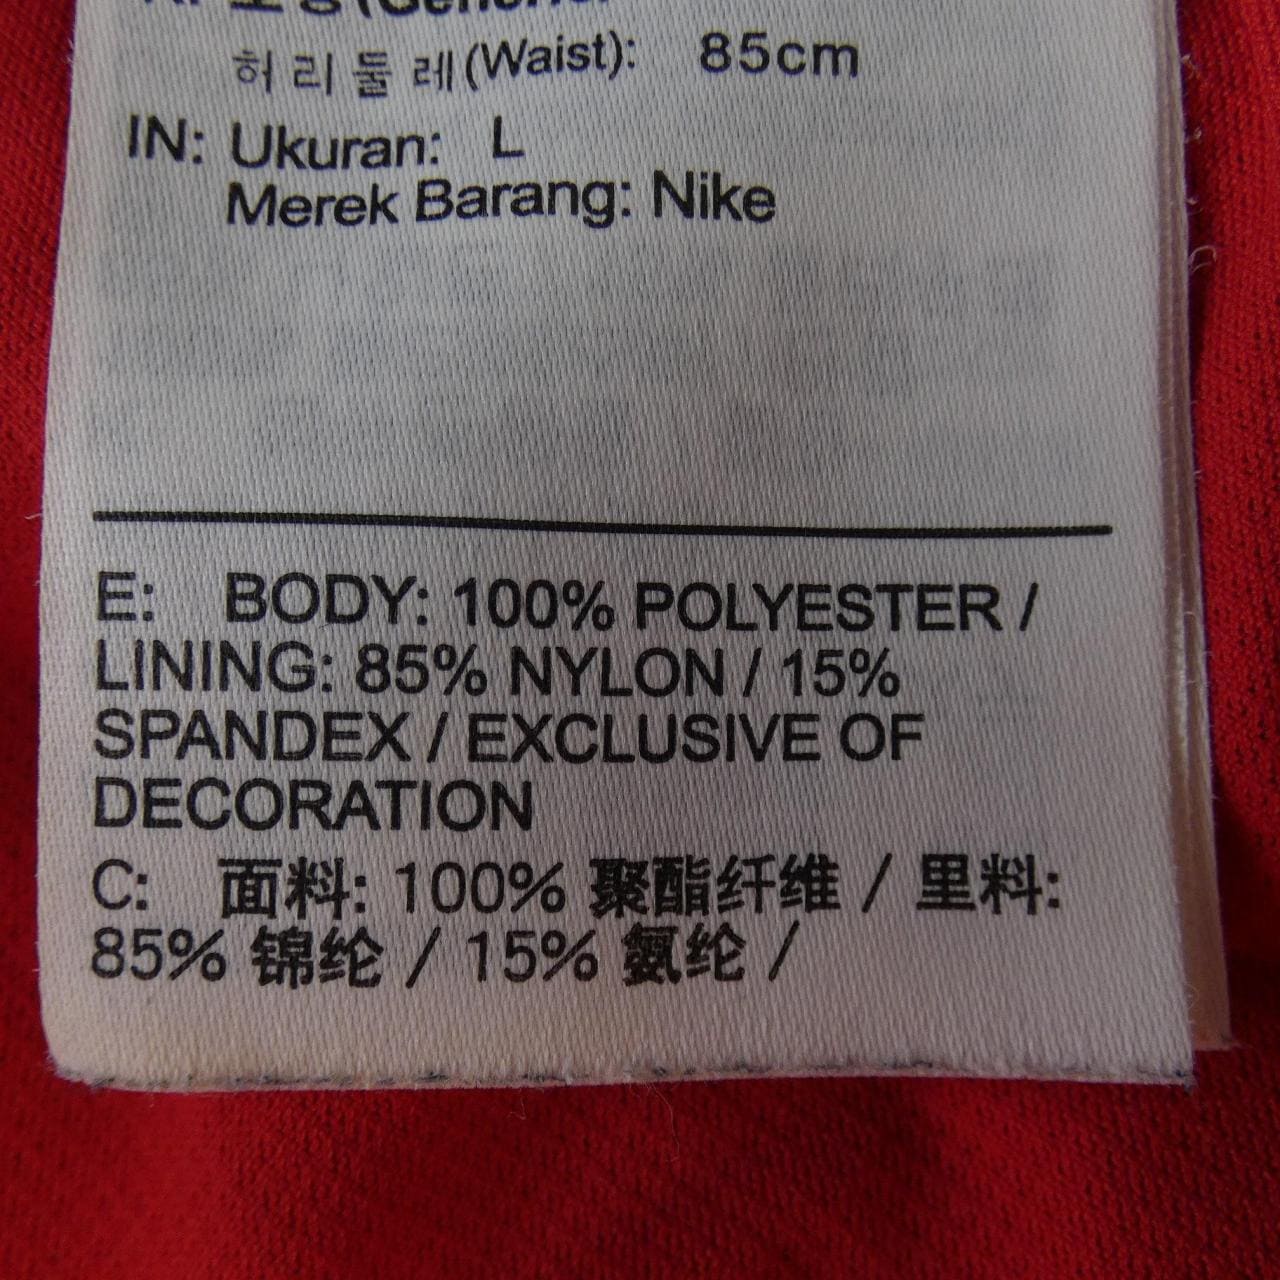 허리둘레(Waist): 85cm
IN: Ukuran: L
Merek Barang: Nike
E: BODY: 100% POLYESTER /
LINING: 85% NYLON / 15%
SPANDEX / EXCLUSIVE OF
DECORATION
C: 面料: 100% 聚酯纤维 / 里料:
85% 锦纶 / 15% 氨纶 /